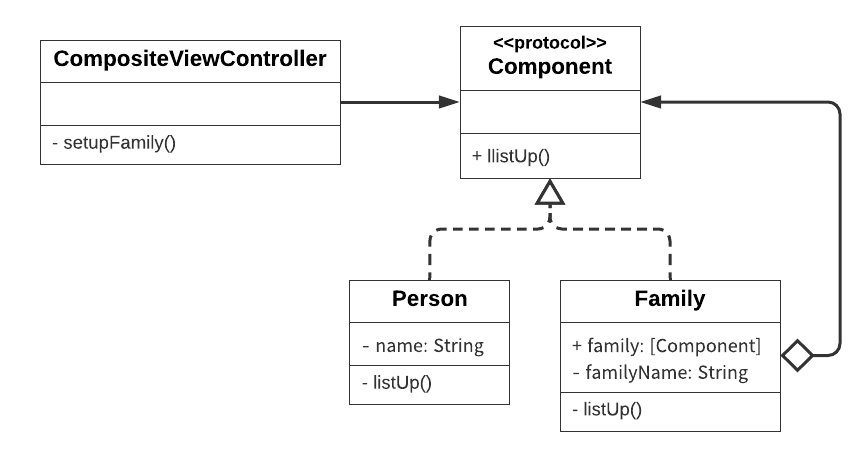 CompositeViewController
- setupFamily()
<<protocol>>
Component
+ llistUp()
Person
- name: String
- listUp()
Family
+ family: [Component]
- familyName: String
- listUp()